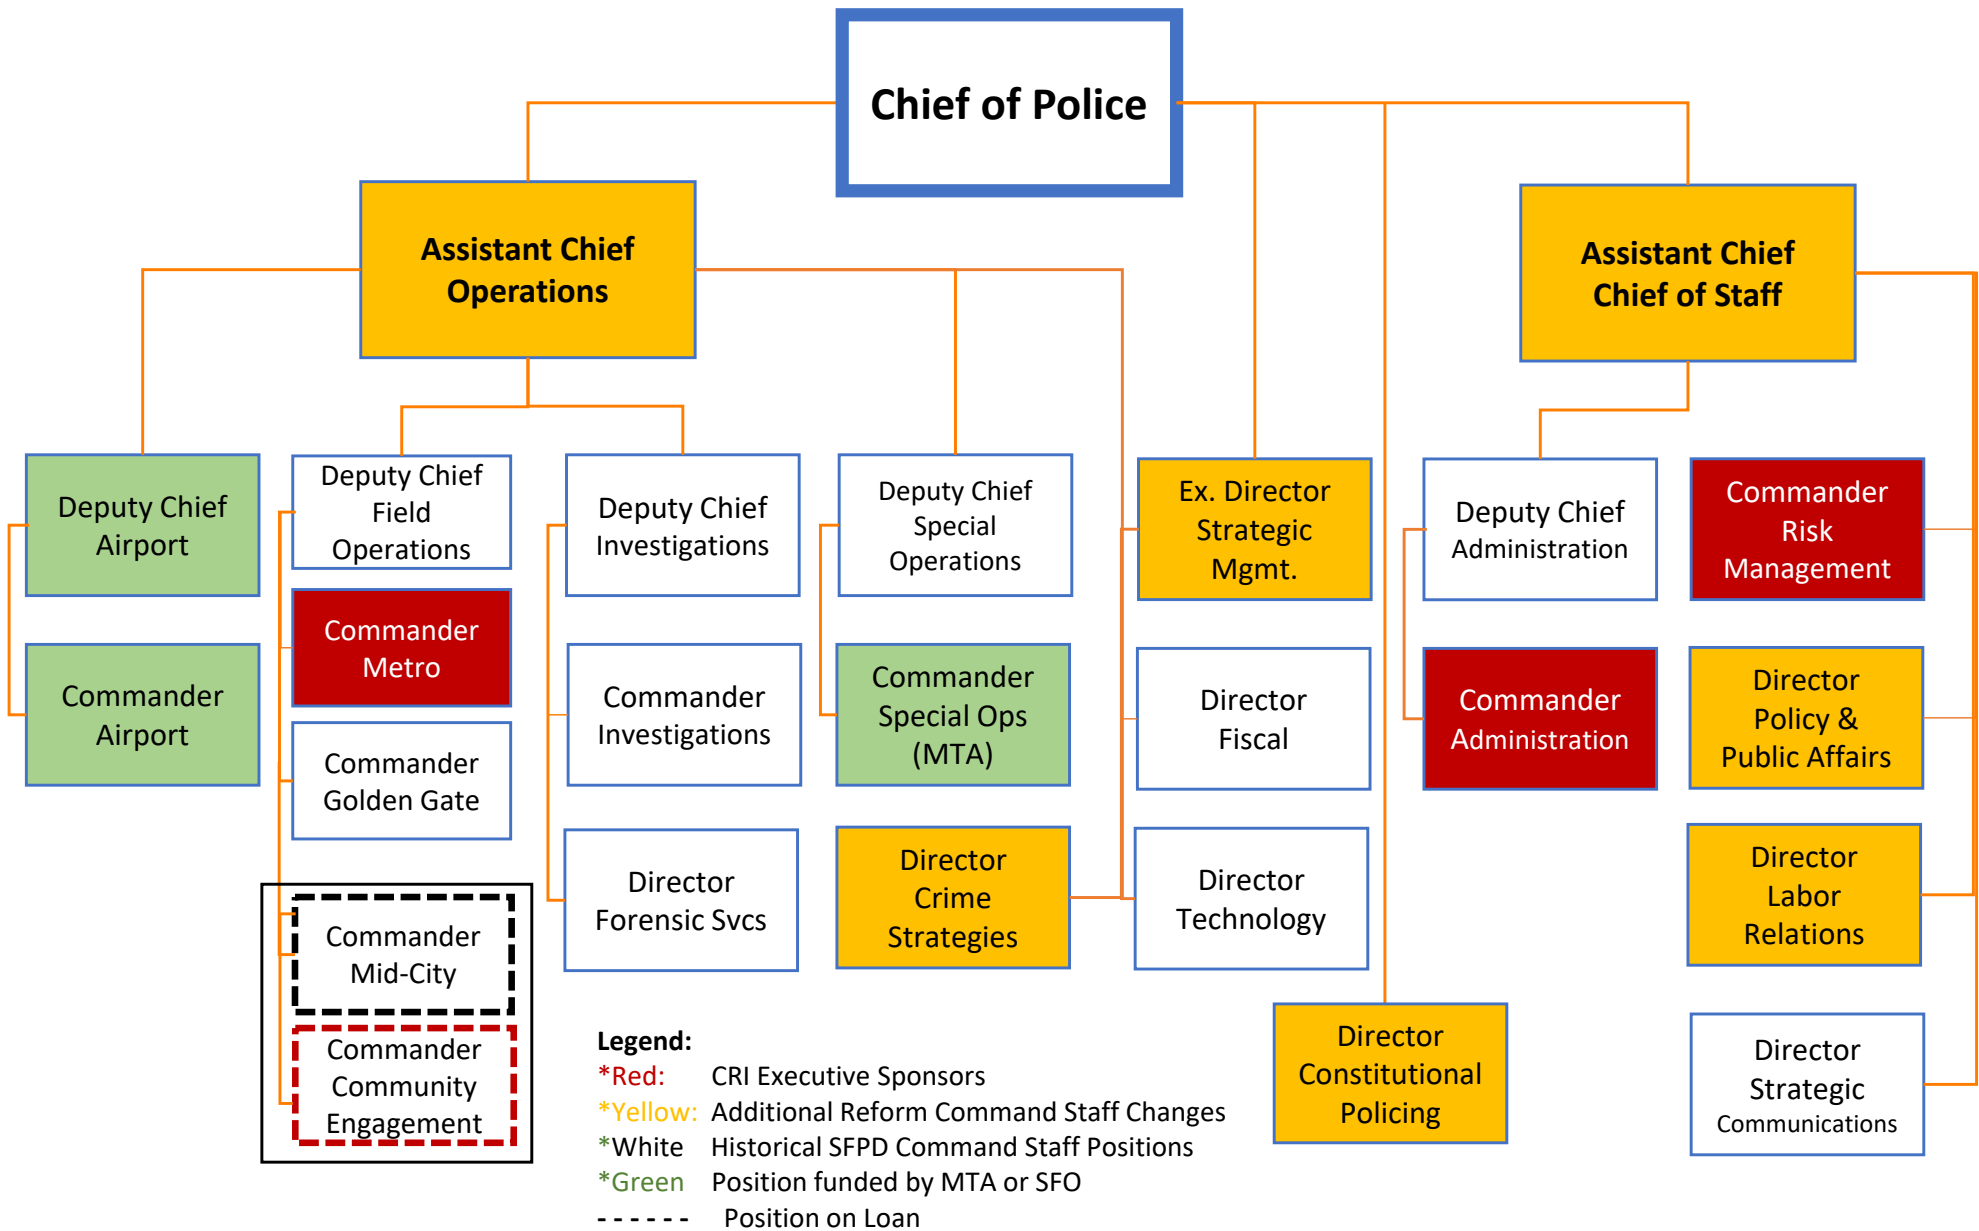 Chief of Police
Assistant Chief
Operations
Assistant Chief
Chief of Staff
Deputy Chief
Airport
Deputy Chief
Field
Operations
Deputy Chief
Investigations
Deputy Chief
Special
Operations
Ex. Director
Strategic
Mgmt.
Deputy Chief
Administration
Commander
Risk
Management
Commander
Airport
Commander
Metro
Commander
Golden Gate
Commander
Investigations
Commander
Special Ops
(MTA)
Director
Fiscal
Commander
Administration
Director
Policy &
Public Affairs
Commander
Mid-City
Director
Forensic Svcs
Director
Crime
Strategies
Director
Technology
Director
Labor
Relations
Commander
Community
Engagement
Director
Constitutional
Policing
Director
Strategic
Communications
Legend:
*Red: CRI Executive Sponsors
*Yellow: Additional Reform Command Staff Changes
*White Historical SFPD Command Staff Positions
*Green Position funded by MTA or SFO
- - - - - - Position on Loan